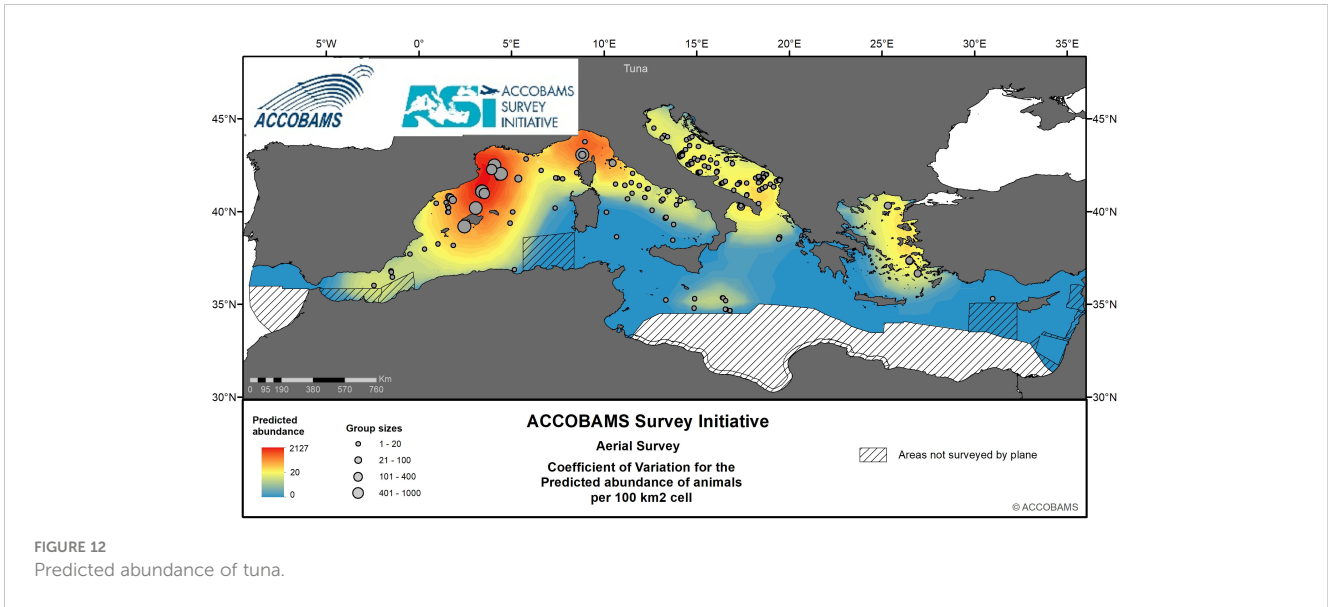 5°W 0° 5°E 10°E 15°E 20°E 25°E 30°E 35°E
Tuna
ACCOBAMS
ASI ACCOBAMS
SURVEY
INITIATIVE
45°N 45°N
40°N 40°N
35°N 35°N
Km
0 95 190 380 570 760
30°N 30°N
Predicted
abundance
2127
20
0
Group sizes
1 - 20
21 - 100
101 - 400
401 - 1000
ACCOBAMS Survey Initiative
Aerial Survey
Coefficient of Variation for the
Predicted abundance of animals
per 100 km2 cell
Areas not surveyed by plane
© ACCOBAMS
FIGURE 12
Predicted abundance of tuna.